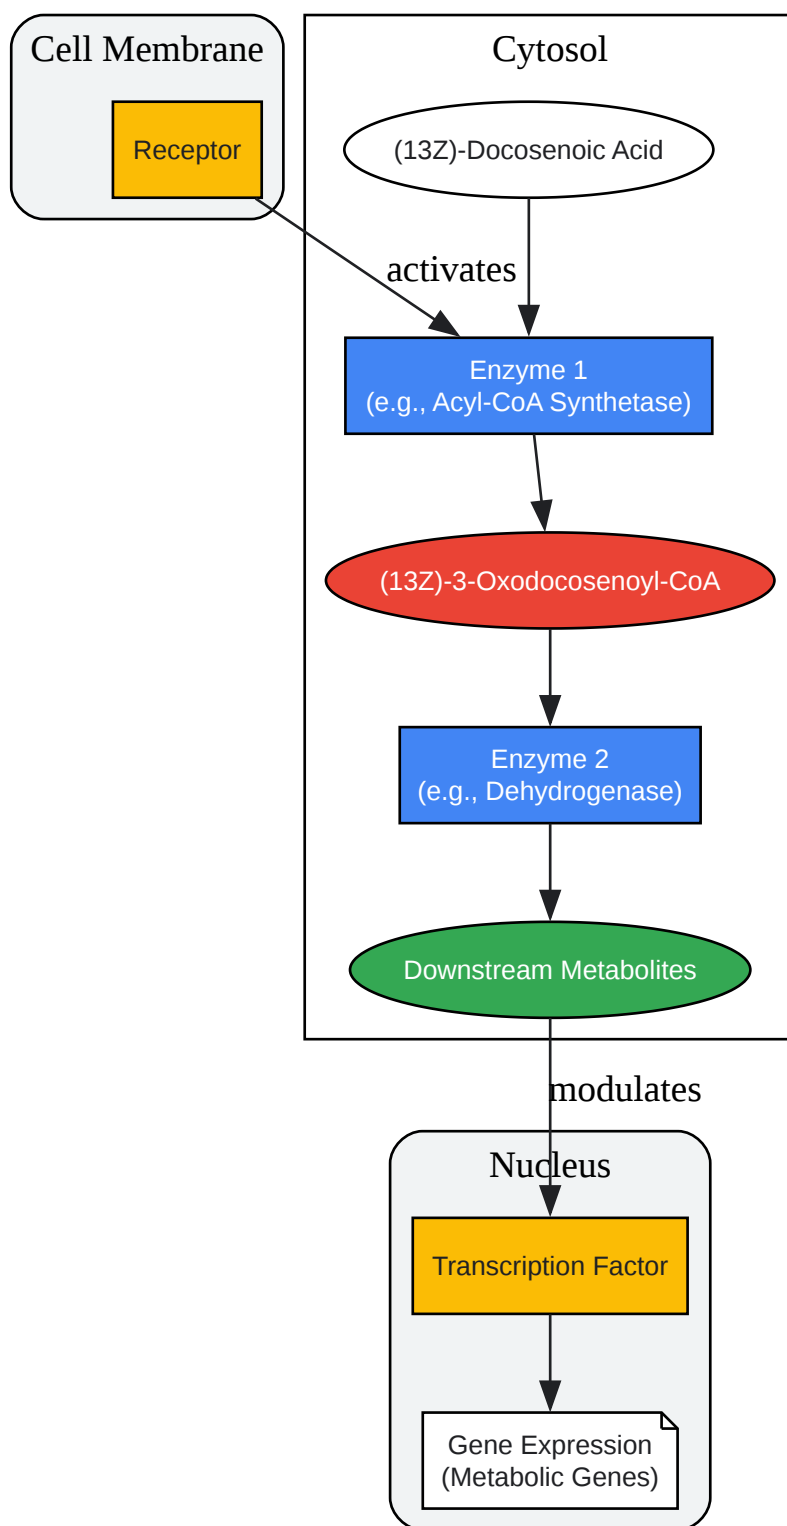 Cell Membrane
Cytosol
Receptor
(13Z)-Docosenoic Acid
activates
Enzyme 1
(e.g., Acyl-CoA Synthetase)
(13Z)-3-Oxodocosenoyl-CoA
Enzyme 2
(e.g., Dehydrogenase)
Downstream Metabolites
modulates
Nucleus
Transcription Factor
Gene Expression
(Metabolic Genes)